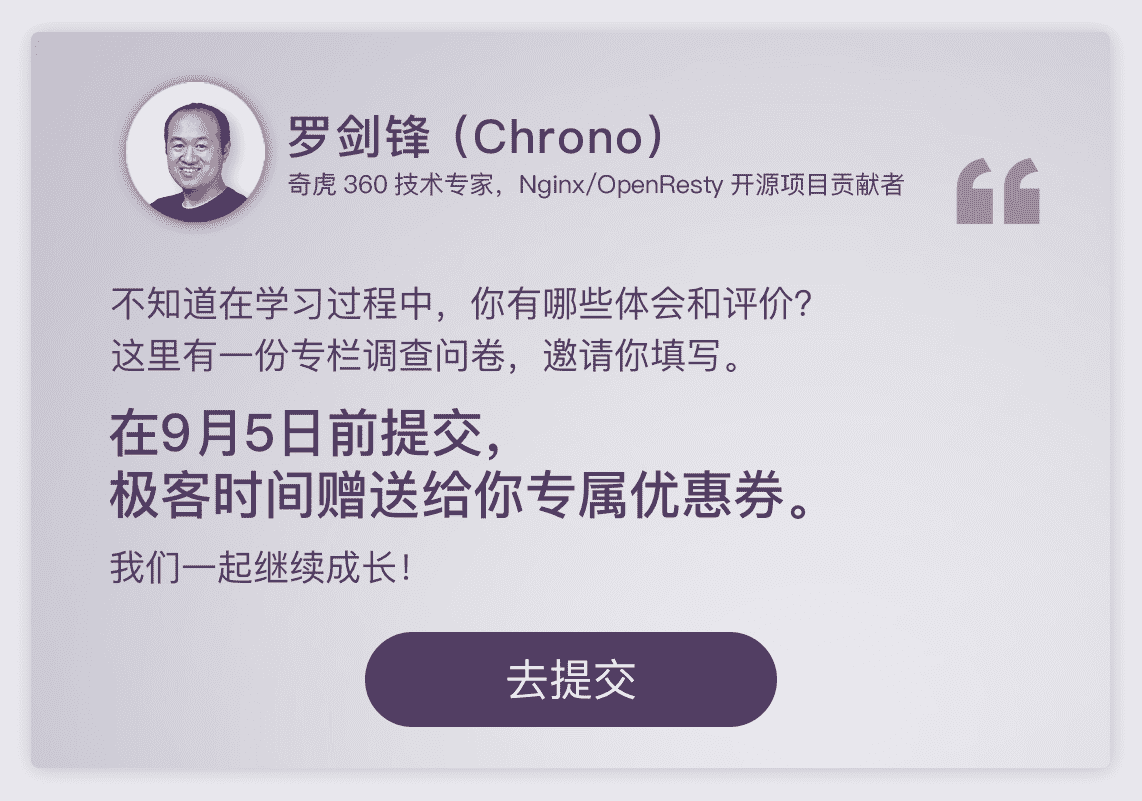 罗剑锋（Chrono）
奇虎 360 技术专家，Nginx/OpenResty 开源项目贡献者
不知道在学习过程中，你有哪些体会和评价？
这里有一份专栏调查问卷，邀请你填写。
在9月5日前提交，
极客时间赠送给你专属优惠券。
我们一起继续成长！
去提交